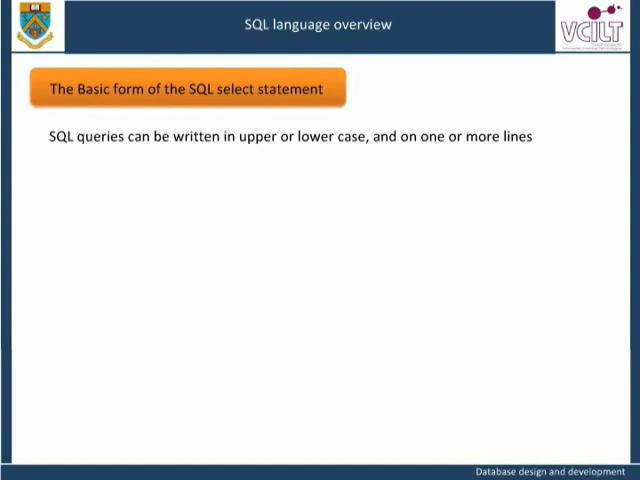 SQL language overview
VCILT
The Basic form of the SQL select statement
SQL queries can be written in upper or lower case, and on one or more lines
Database design and development